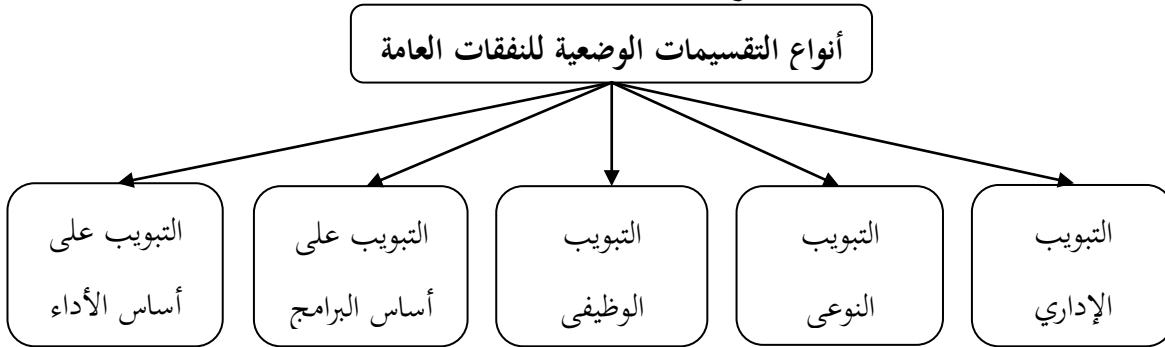 أنواع التقسيمات الوضعية للنفقات العامة
التبويب
الإداري
التبويب
النوعى
التبويب
الوظيفى
التبويب على
أساس البرامج
التبويب على
أساس الأداء